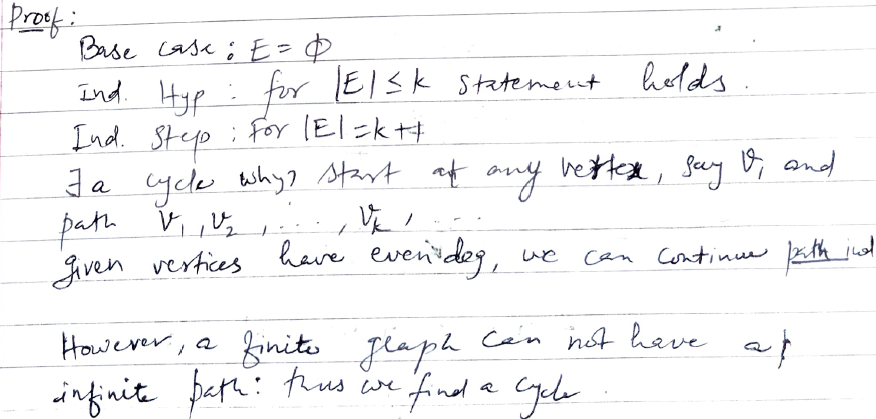 Proof:
Base case: E = ϕ
Ind. Hyp: for |E| ≤ k statement holds.
Ind. Step: For |E| = k+1
∃ a cycle why? Start at any vertex, say v₁ and
path v₁, v₂, ..., vₖ, ...
given vertices have even deg, we can continue path ind
However, a finite graph can not have a
infinite path: thus we find a cycle.